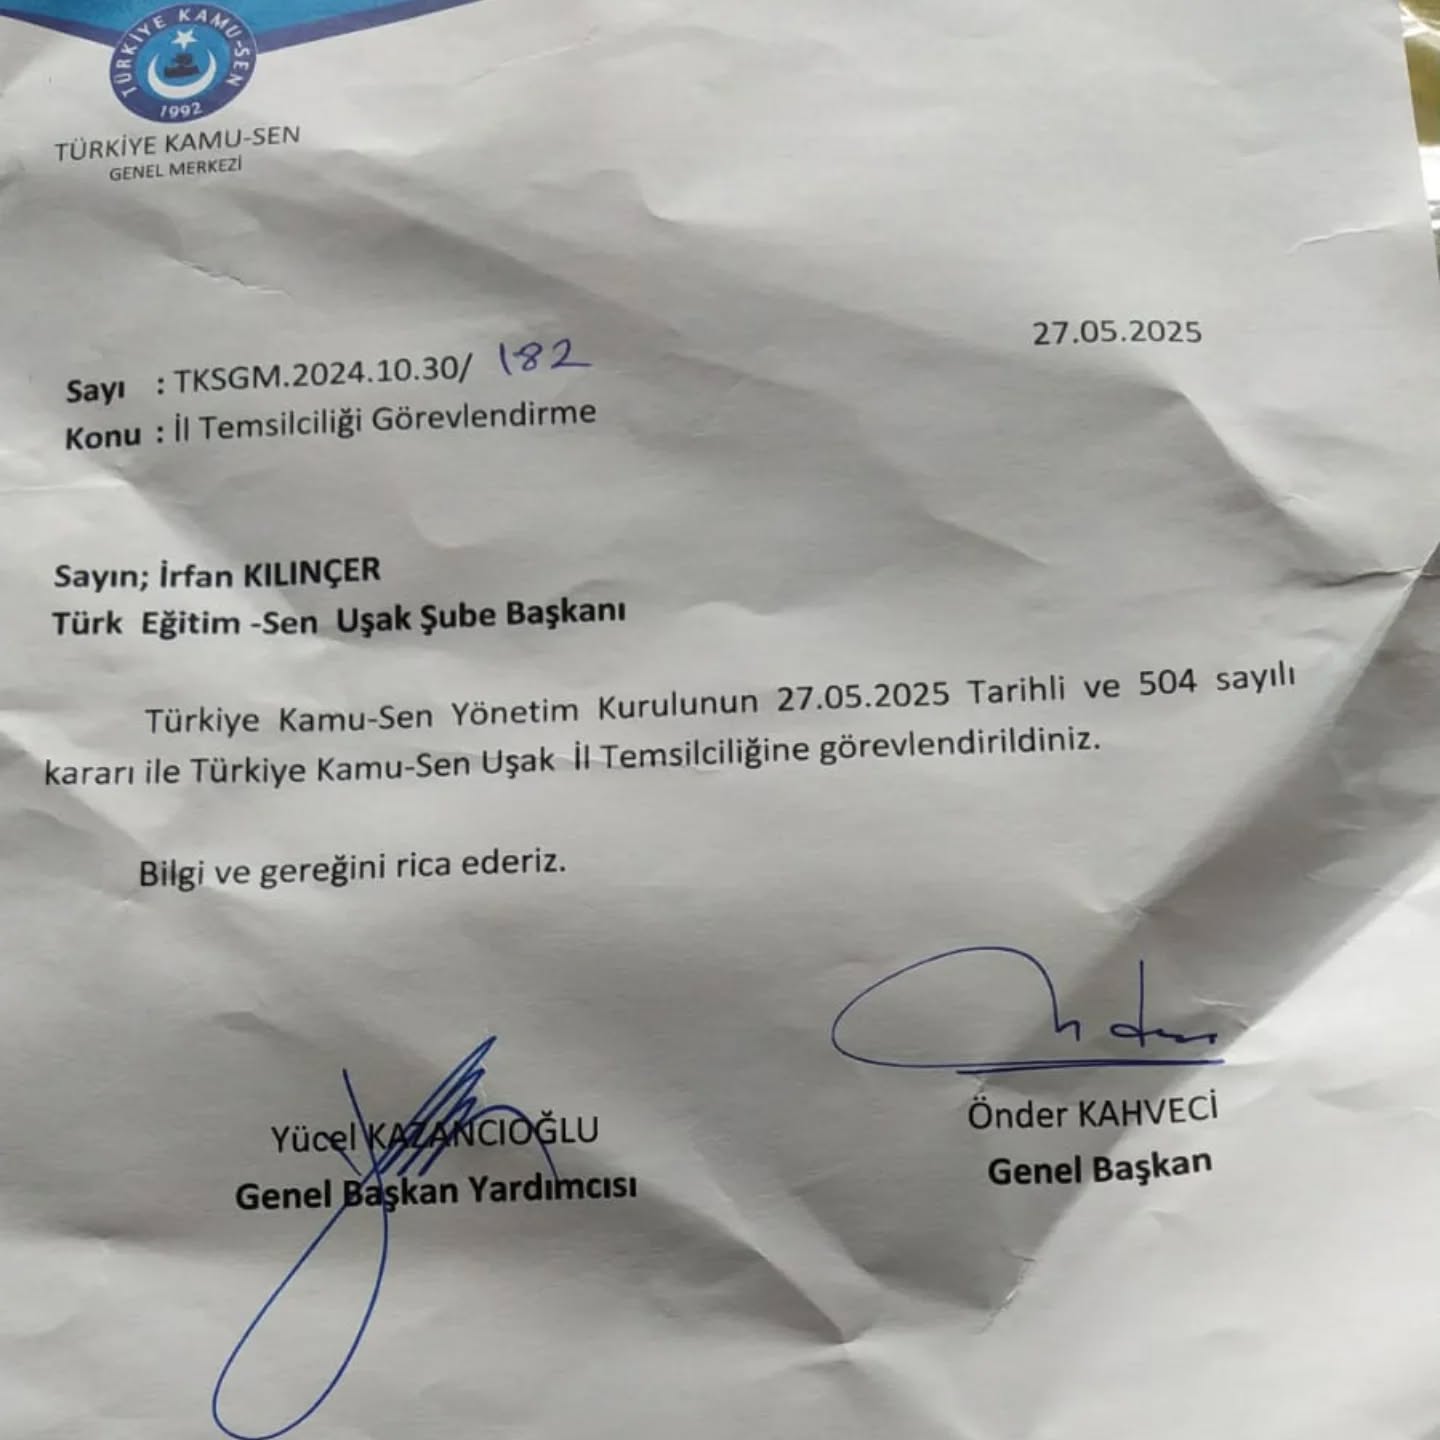 TÜRKİYE KAMU-SEN
1992
TÜRKİYE KAMU-SEN
GENEL MERKEZİ
27.05.2025
Sayı : TKSGM.2024.10.30/ 182
Konu : İl Temsilciliği Görevlendirme
Sayın; İrfan KILINÇER
Türk Eğitim -Sen Uşak Şube Başkanı
Türkiye Kamu-Sen Yönetim Kurulunun 27.05.2025 Tarihli ve 504 sayılı
kararı ile Türkiye Kamu-Sen Uşak İl Temsilciliğine görevlendirildiniz.
Bilgi ve gereğini rica ederiz.
Yücel KAZANCIOĞLU
Genel Başkan Yardımcısı
Önder KAHVECİ
Genel Başkan